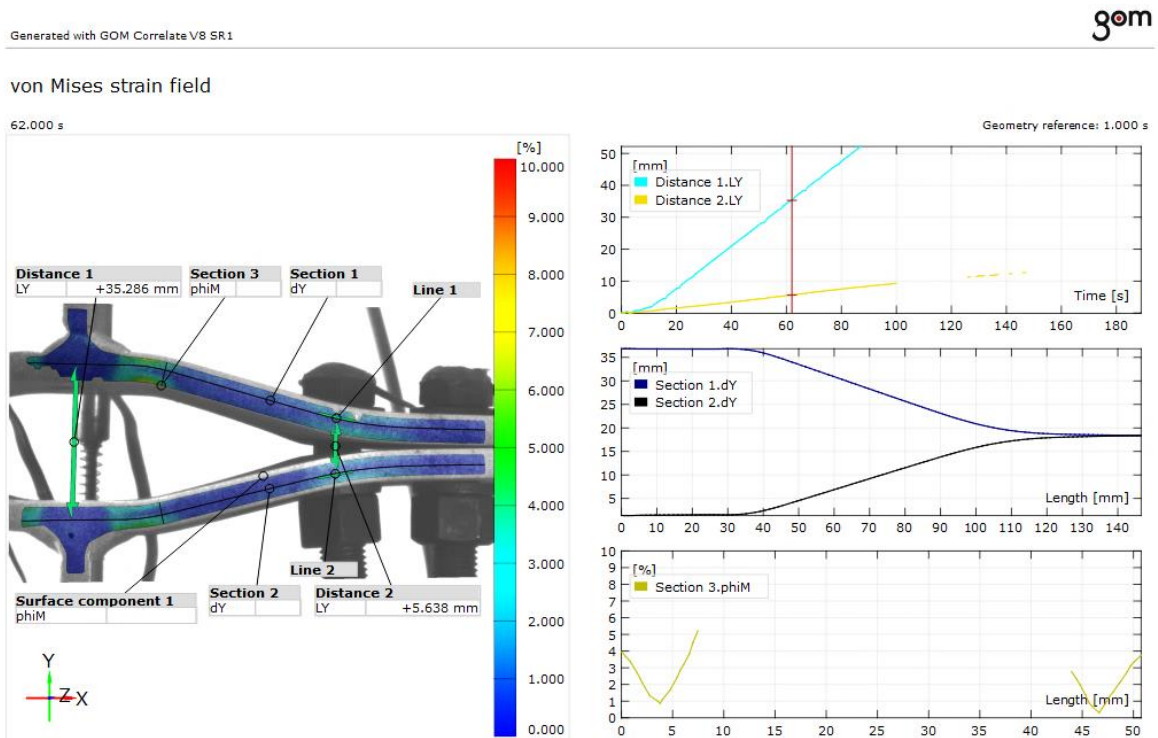 gom
Generated with GOM Correlate V8 SR1
von Mises strain field
62.000 s
Geometry reference: 1.000 s
[%]
10.000
9.000
8.000
7.000
6.000
5.000
4.000
3.000
2.000
1.000
0.000
Distance 1
LY +35.286 mm
Section 3
phiM
Section 1
dY
Line 1
Line 2
Surface component 1
phiM
Section 2
dY
Distance 2
LY +5.638 mm
Y
Z X
50
40
30
20
10
0
[mm]
Distance 1.LY
Distance 2.LY
Time [s]
0 20 40 60 80 100 120 140 160 180
35
30
25
20
15
10
5
[mm]
Section 1.dY
Section 2.dY
Length [mm]
0 10 20 30 40 50 60 70 80 90 100 110 120 130 140
10
9
8
7
6
5
4
3
2
1
0
[%]
Section 3.phiM
Length [mm]
0 5 10 15 20 25 30 35 40 45 50